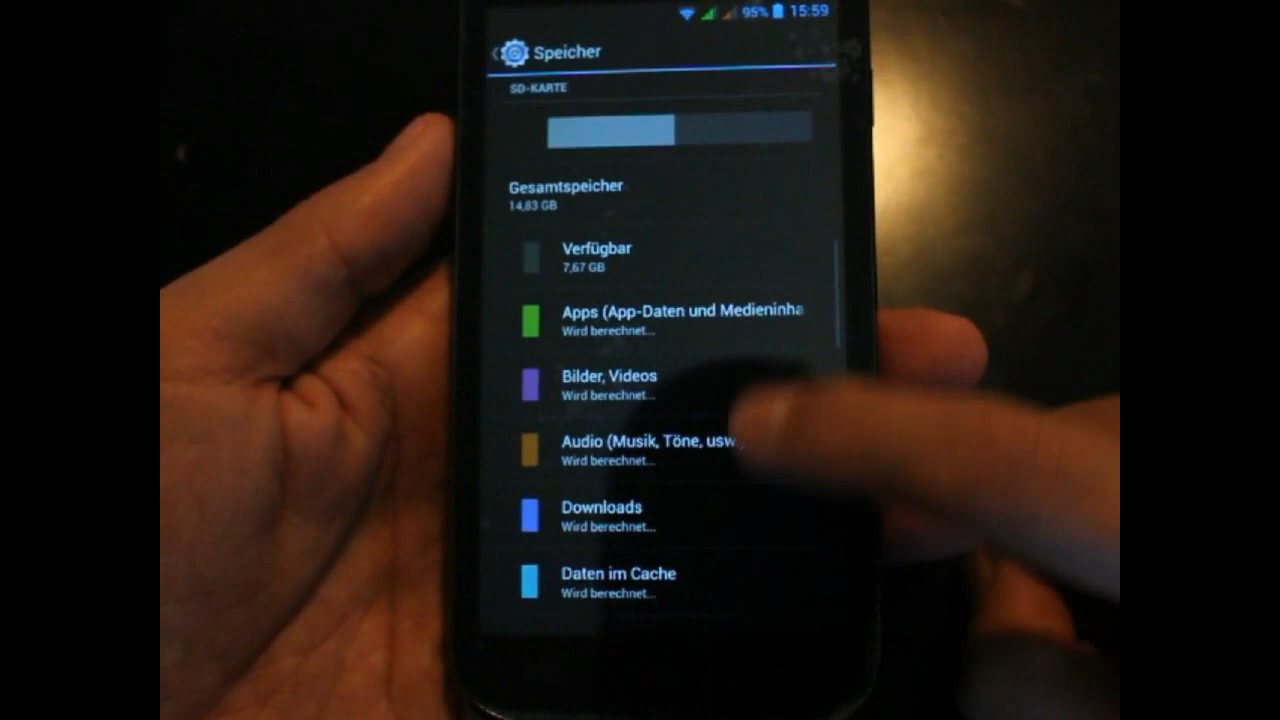 95% 15:59
Speicher
SD-KARTE
Gesamtspeicher
14,83 GB
Verfügbar
7,67 GB
Apps (App-Daten und Medieninha
Wird berechnet...
Bilder, Videos
Wird berechnet...
Audio (Musik, Töne, usw.)
Wird berechnet...
Downloads
Wird berechnet...
Daten im Cache
Wird berechnet...